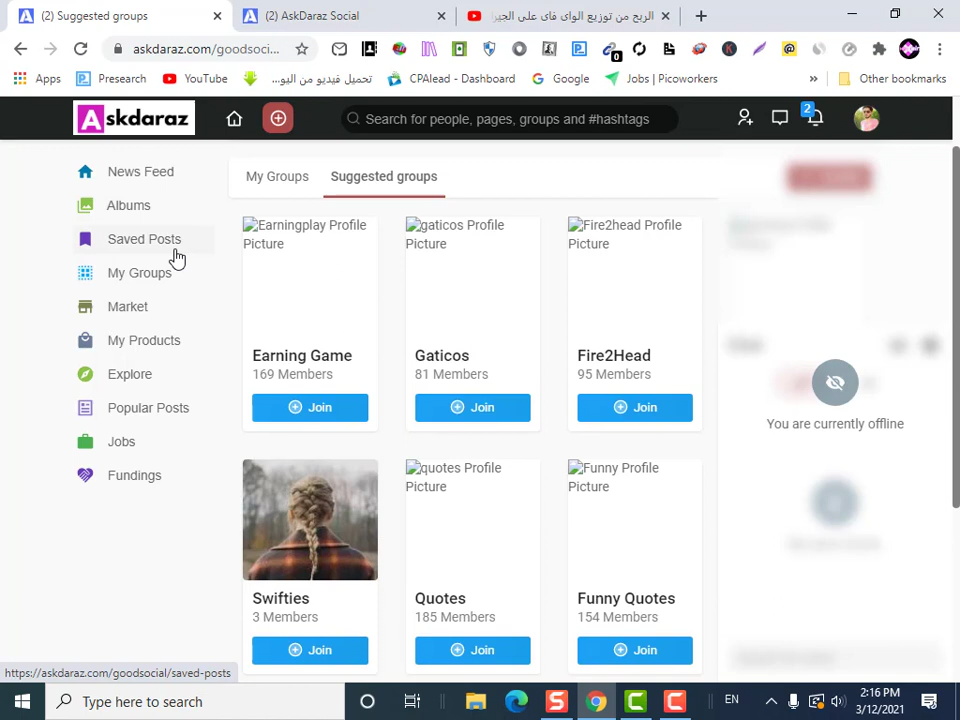 (2) Suggested groups
(2) AskDaraz Social
الربح من توزيع الواى فاى على الجيرا
askdaraz.com/goodsoci...
0
Apps
Presearch
YouTube
تحميل فيديو من اليو...
CPAlead - Dashboard
Google
Jobs | Picoworkers
»
Other bookmarks
Askdaraz
Search for people, pages, groups and #hashtags
2
News Feed
Albums
Saved Posts
My Groups
Market
My Products
Explore
Popular Posts
Jobs
Fundings
My Groups
Suggested groups
Earningplay Profile Picture
Earning Game
169 Members
Join
gaticos Profile Picture
Gaticos
81 Members
Join
Fire2head Profile Picture
Fire2Head
95 Members
Join
Swifties
3 Members
Join
quotes Profile Picture
Quotes
185 Members
Join
Funny Profile Picture
Funny Quotes
154 Members
Join
You are currently offline
https://askdaraz.com/goodsocial/saved-posts
Type here to search
EN
2:16 PM
3/12/2021